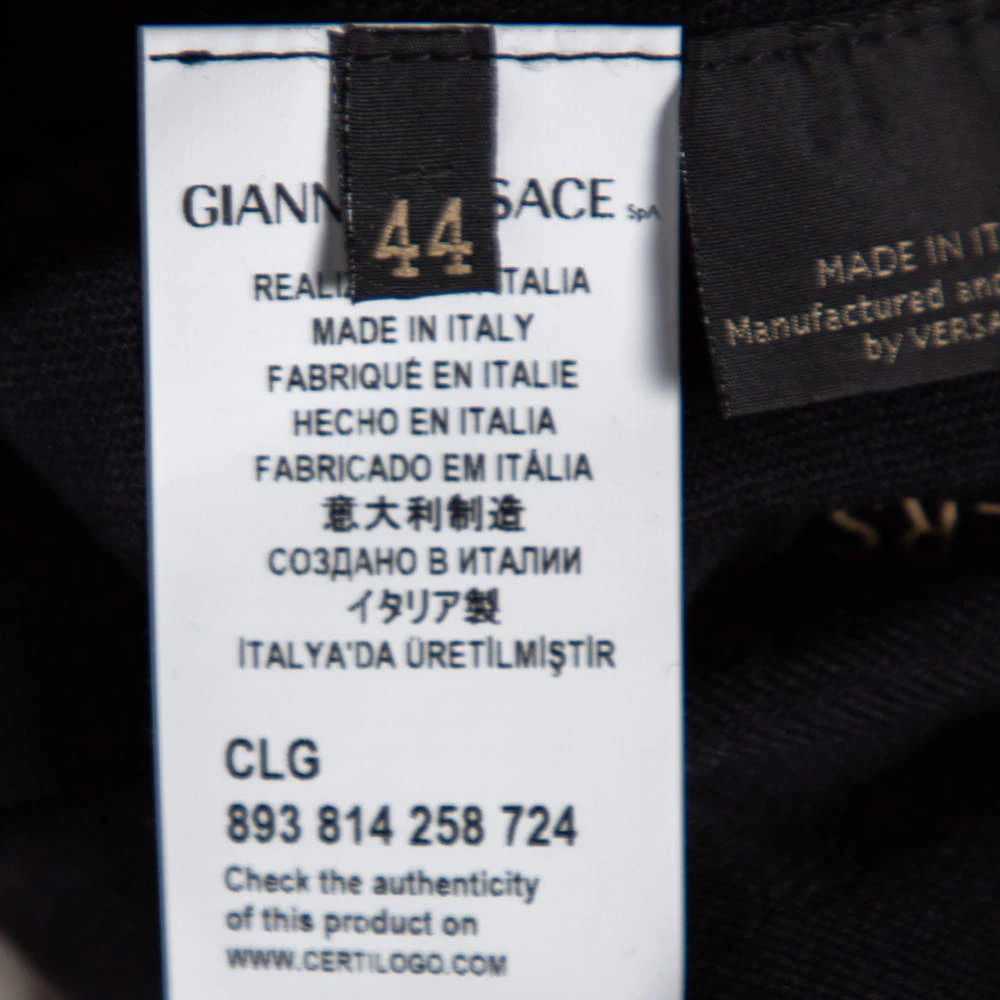 44
GIANN SACE SpA
REALI ITALIA
MADE IN ITALY
FABRIQUÉ EN ITALIE
HECHO EN ITALIA
FABRICADO EM ITÁLIA
意大利制造
СОЗДАНО В ИТАЛИИ
イタリア製
İTALYA'DA ÜRETİLMİŞTİR
CLG
893 814 258 724
Check the authenticity
of this product on
WWW.CERTILOGO.COM
MADE IN IT
Manufactured and
by VERSA